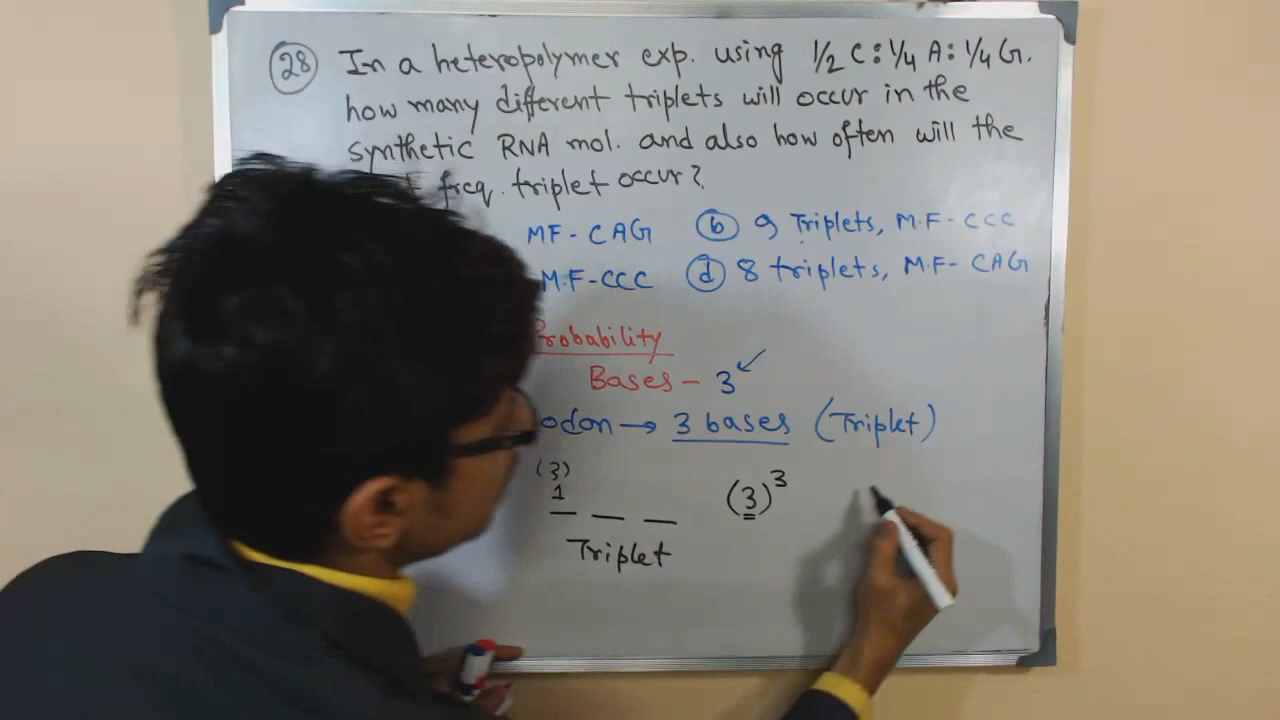 28 In a heteropolymer exp. using 1/2 C : 1/4 A : 1/4 G.
how many different triplets will occur in the
synthetic RNA mol. and also how often will the
freq. triplet occur?
MF - CAG b 9 Triplets, M.F - CCC
M.F - CCC d 8 triplets, M.F - CAG
Probability
Bases - 3
odon → 3 bases (Triplet)
(3)
1 (3)3
Triplet